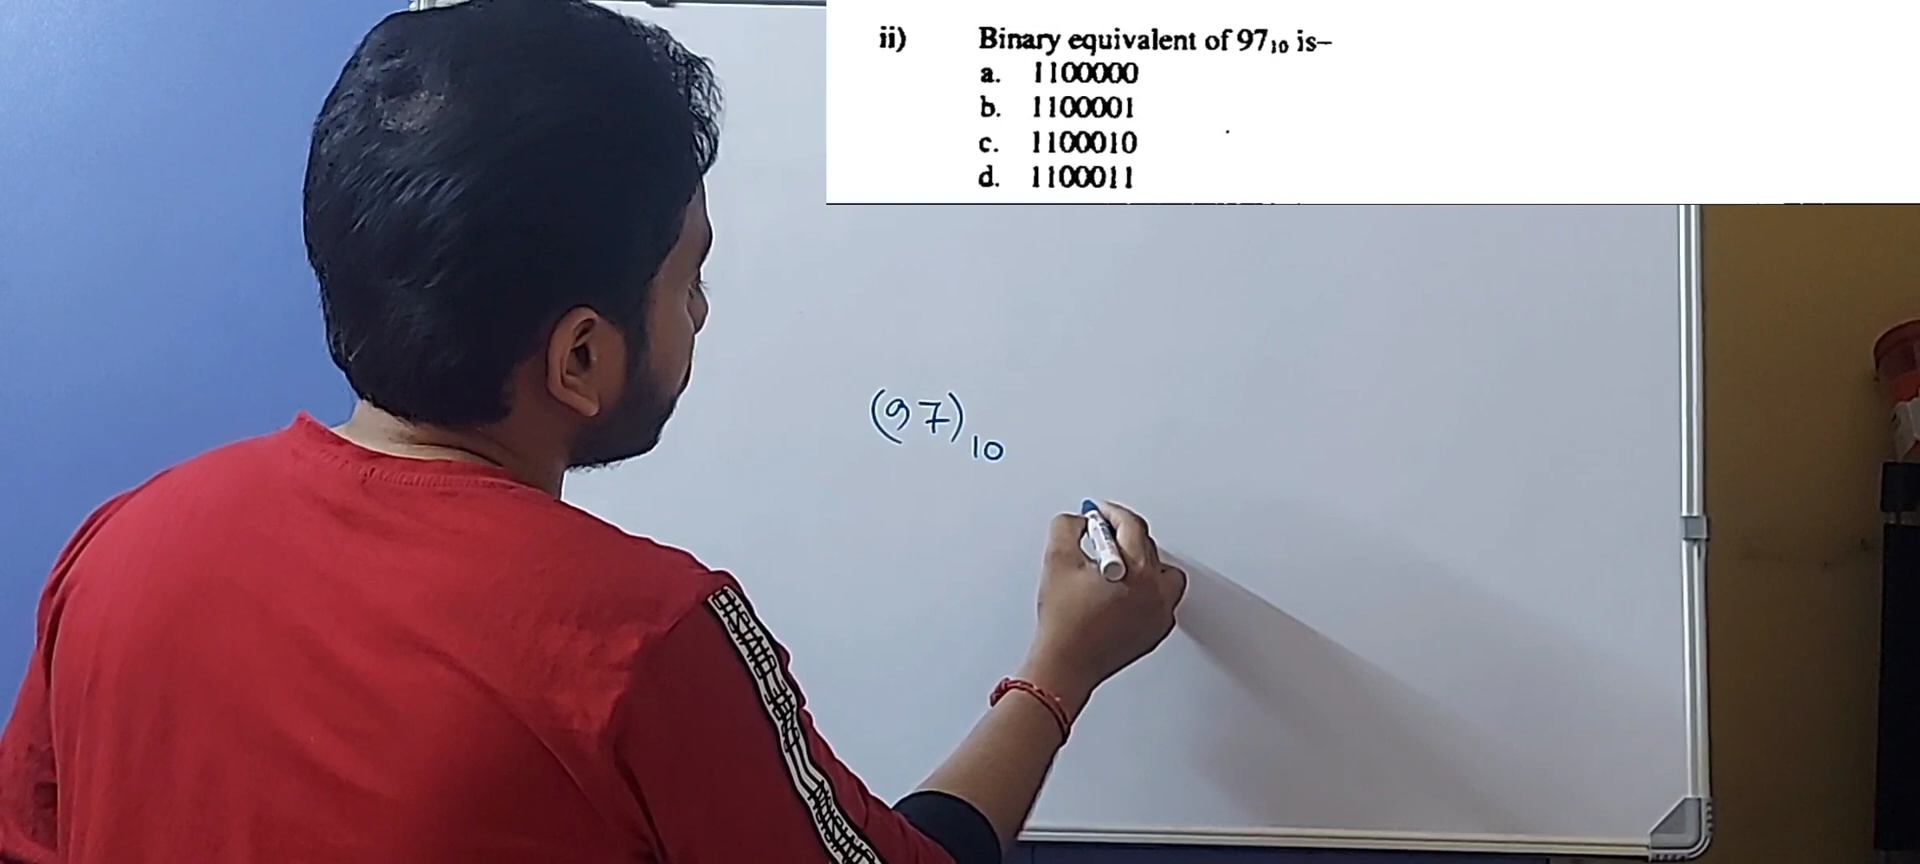 ii) Binary equivalent of 97₁₀ is–
a. 1100000
b. 1100001
c. 1100010
d. 1100011
(97)₁₀